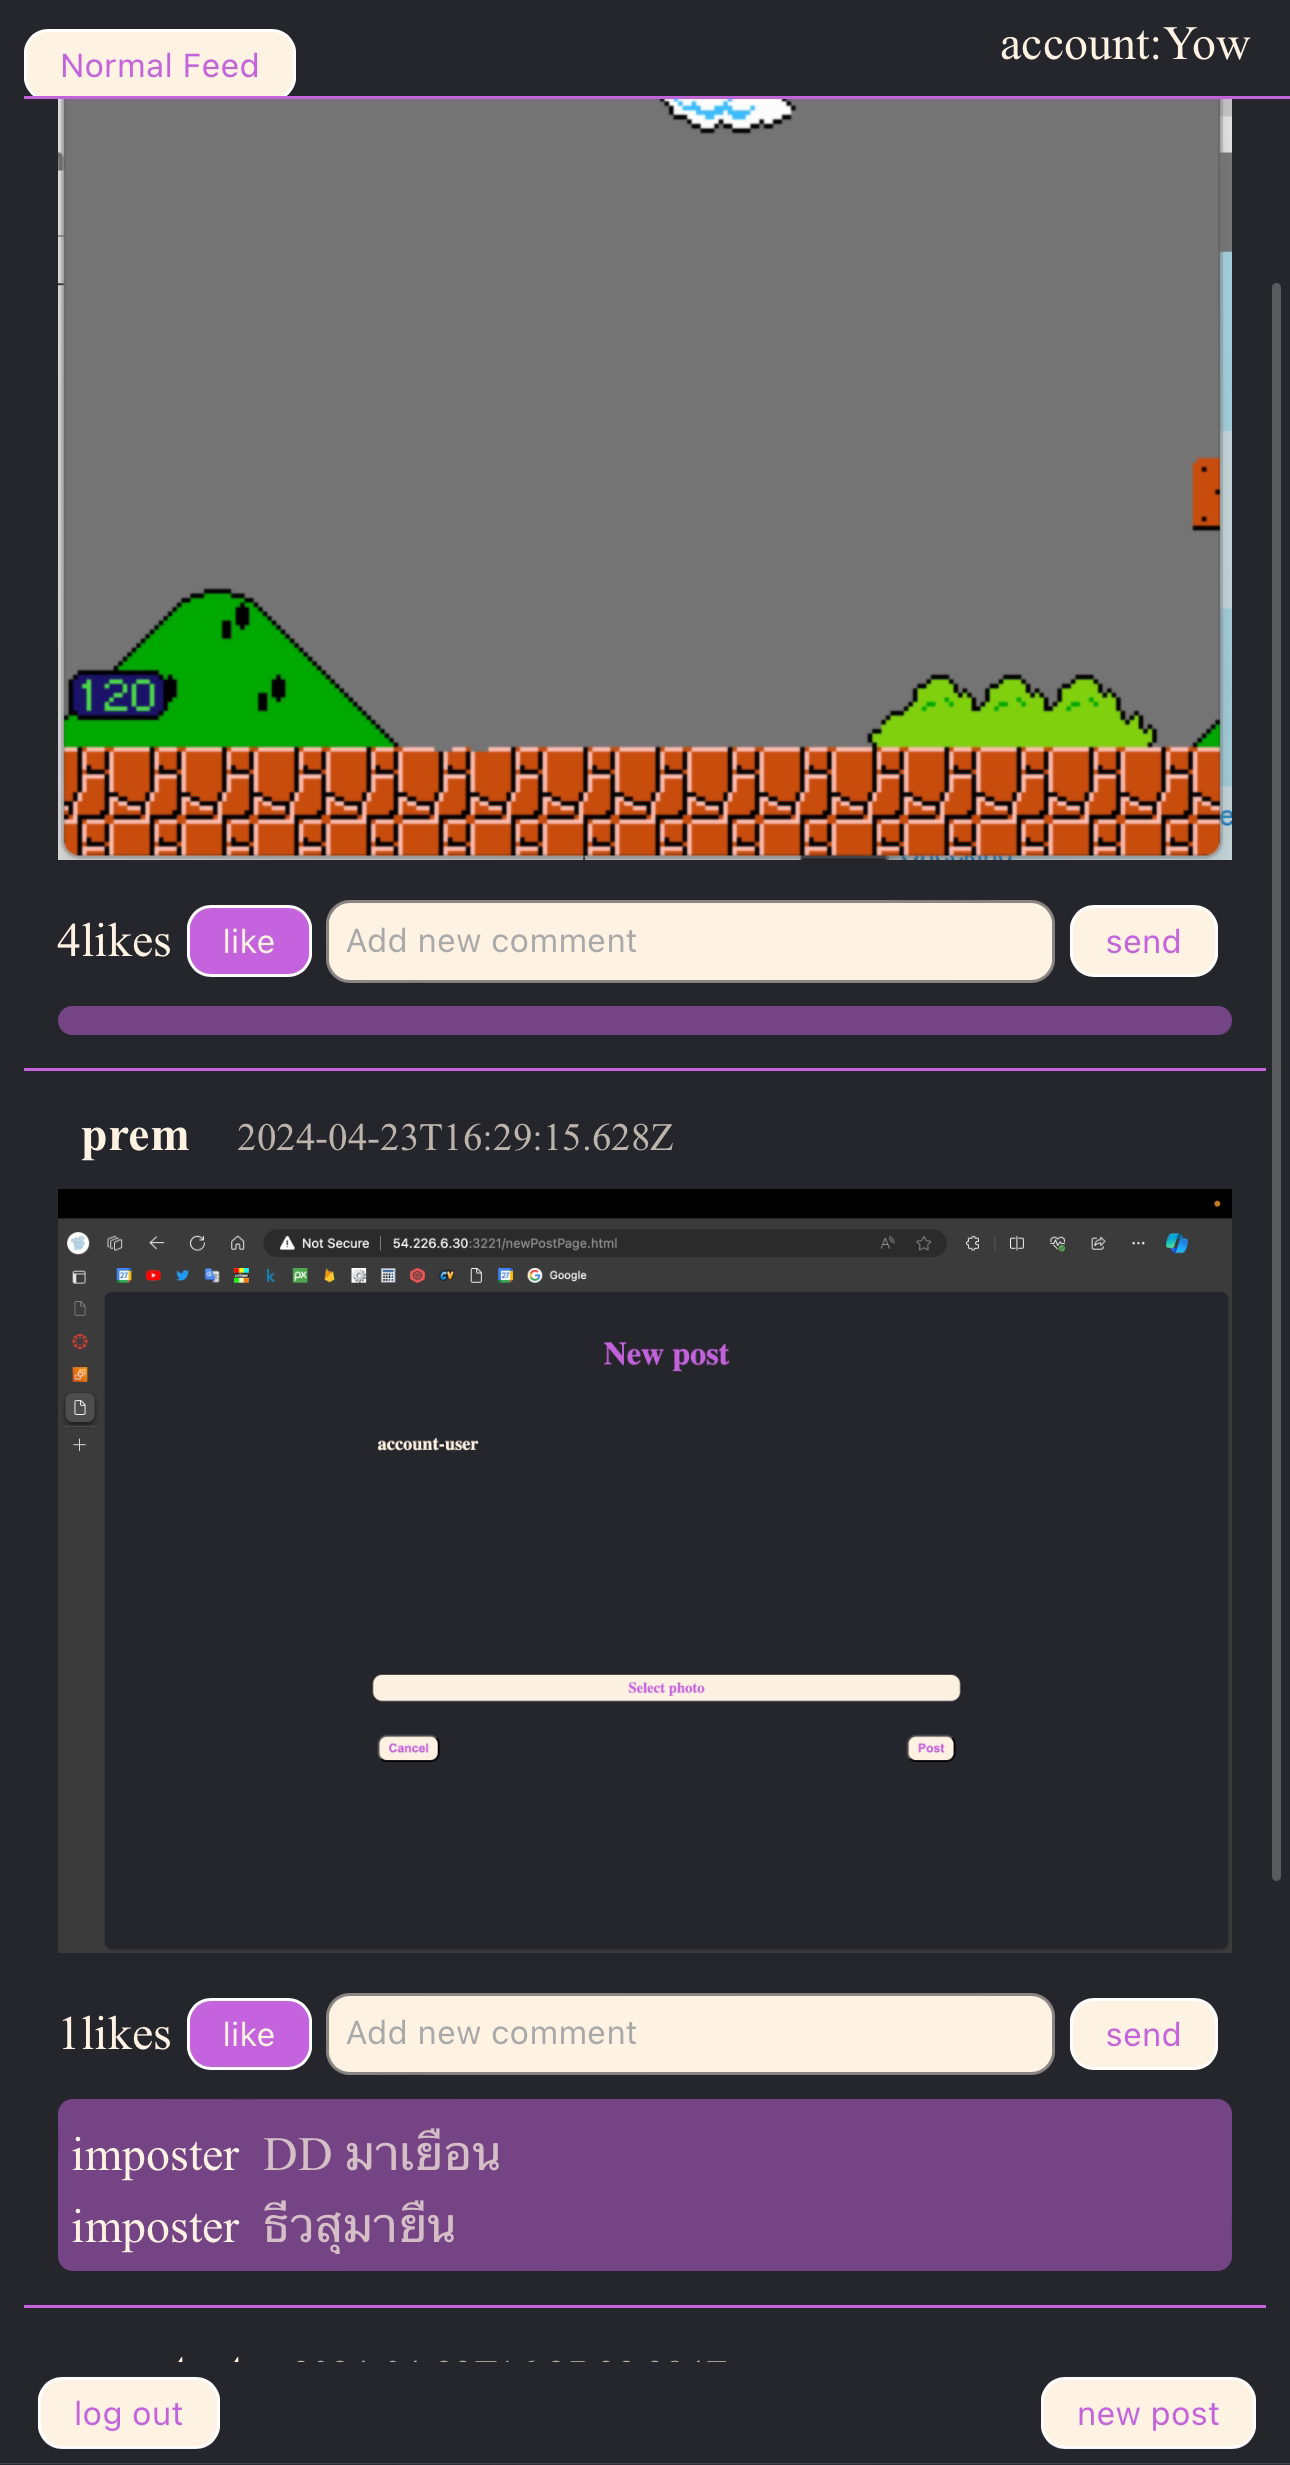 Normal Feed
account:Yow
120
4likes
like
Add new comment
send
prem
2024-04-23T16:29:15.628Z
Not Secure
54.226.6.30:3221/newPostPage.html
Google
New post
account-user
Select photo
Cancel
Post
1likes
like
Add new comment
send
imposter DD มาเยือน
imposter ธีวสุมายืน
log out
new post